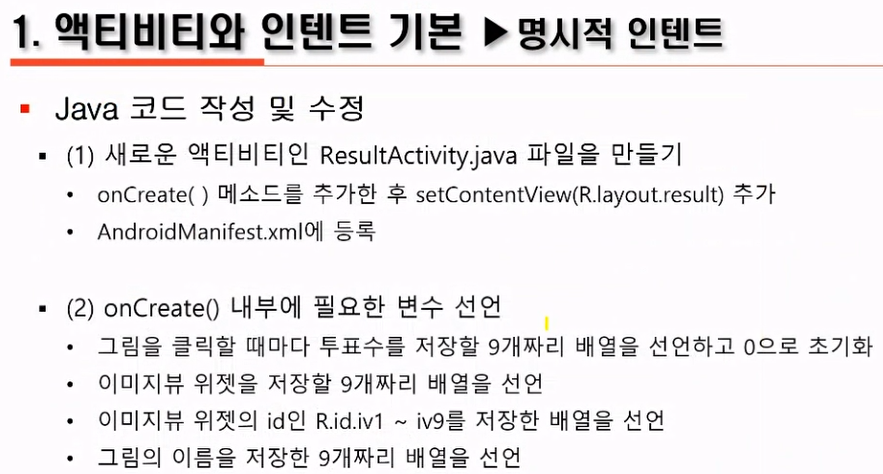 1. 액티비티와 인텐트 기본 ▶ 명시적 인텐트
▪ Java 코드 작성 및 수정
▪ (1) 새로운 액티비티인 ResultActivity.java 파일을 만들기
• onCreate( ) 메소드를 추가한 후 setContentView(R.layout.result) 추가
• AndroidManifest.xml에 등록
▪ (2) onCreate() 내부에 필요한 변수 선언
• 그림을 클릭할 때마다 투표수를 저장할 9개짜리 배열을 선언하고 0으로 초기화
• 이미지뷰 위젯을 저장할 9개짜리 배열을 선언
• 이미지뷰 위젯의 id인 R.id.iv1 ~ iv9를 저장한 배열을 선언
• 그림의 이름을 저장한 9개짜리 배열을 선언